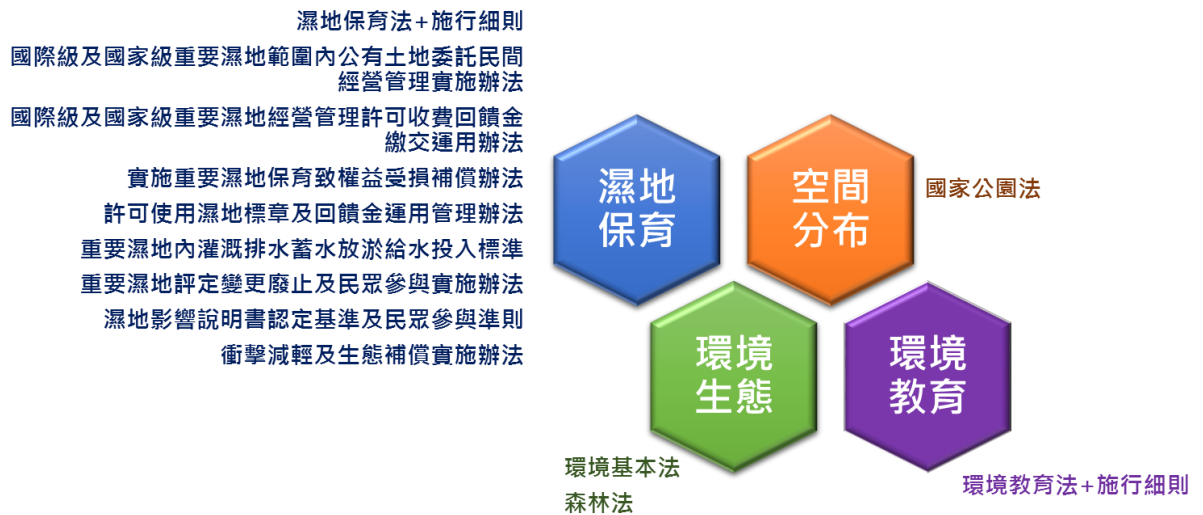 濕地保育法+施行細則
國際級及國家級重要濕地範圍內公有土地委託民間
經營管理實施辦法
國際級及國家級重要濕地經營管理許可收費回饋金
繳交運用辦法
實施重要濕地保育致權益受損補償辦法
許可使用濕地標章及回饋金運用管理辦法
重要濕地內灌溉排水蓄水放淤給水投入標準
重要濕地評定變更廢止及民眾參與實施辦法
濕地影響說明書認定基準及民眾參與準則
衝擊減輕及生態補償實施辦法
濕地
保育
空間
分布
國家公園法
環境
生態
環境
教育
環境基本法
森林法
環境教育法+施行細則